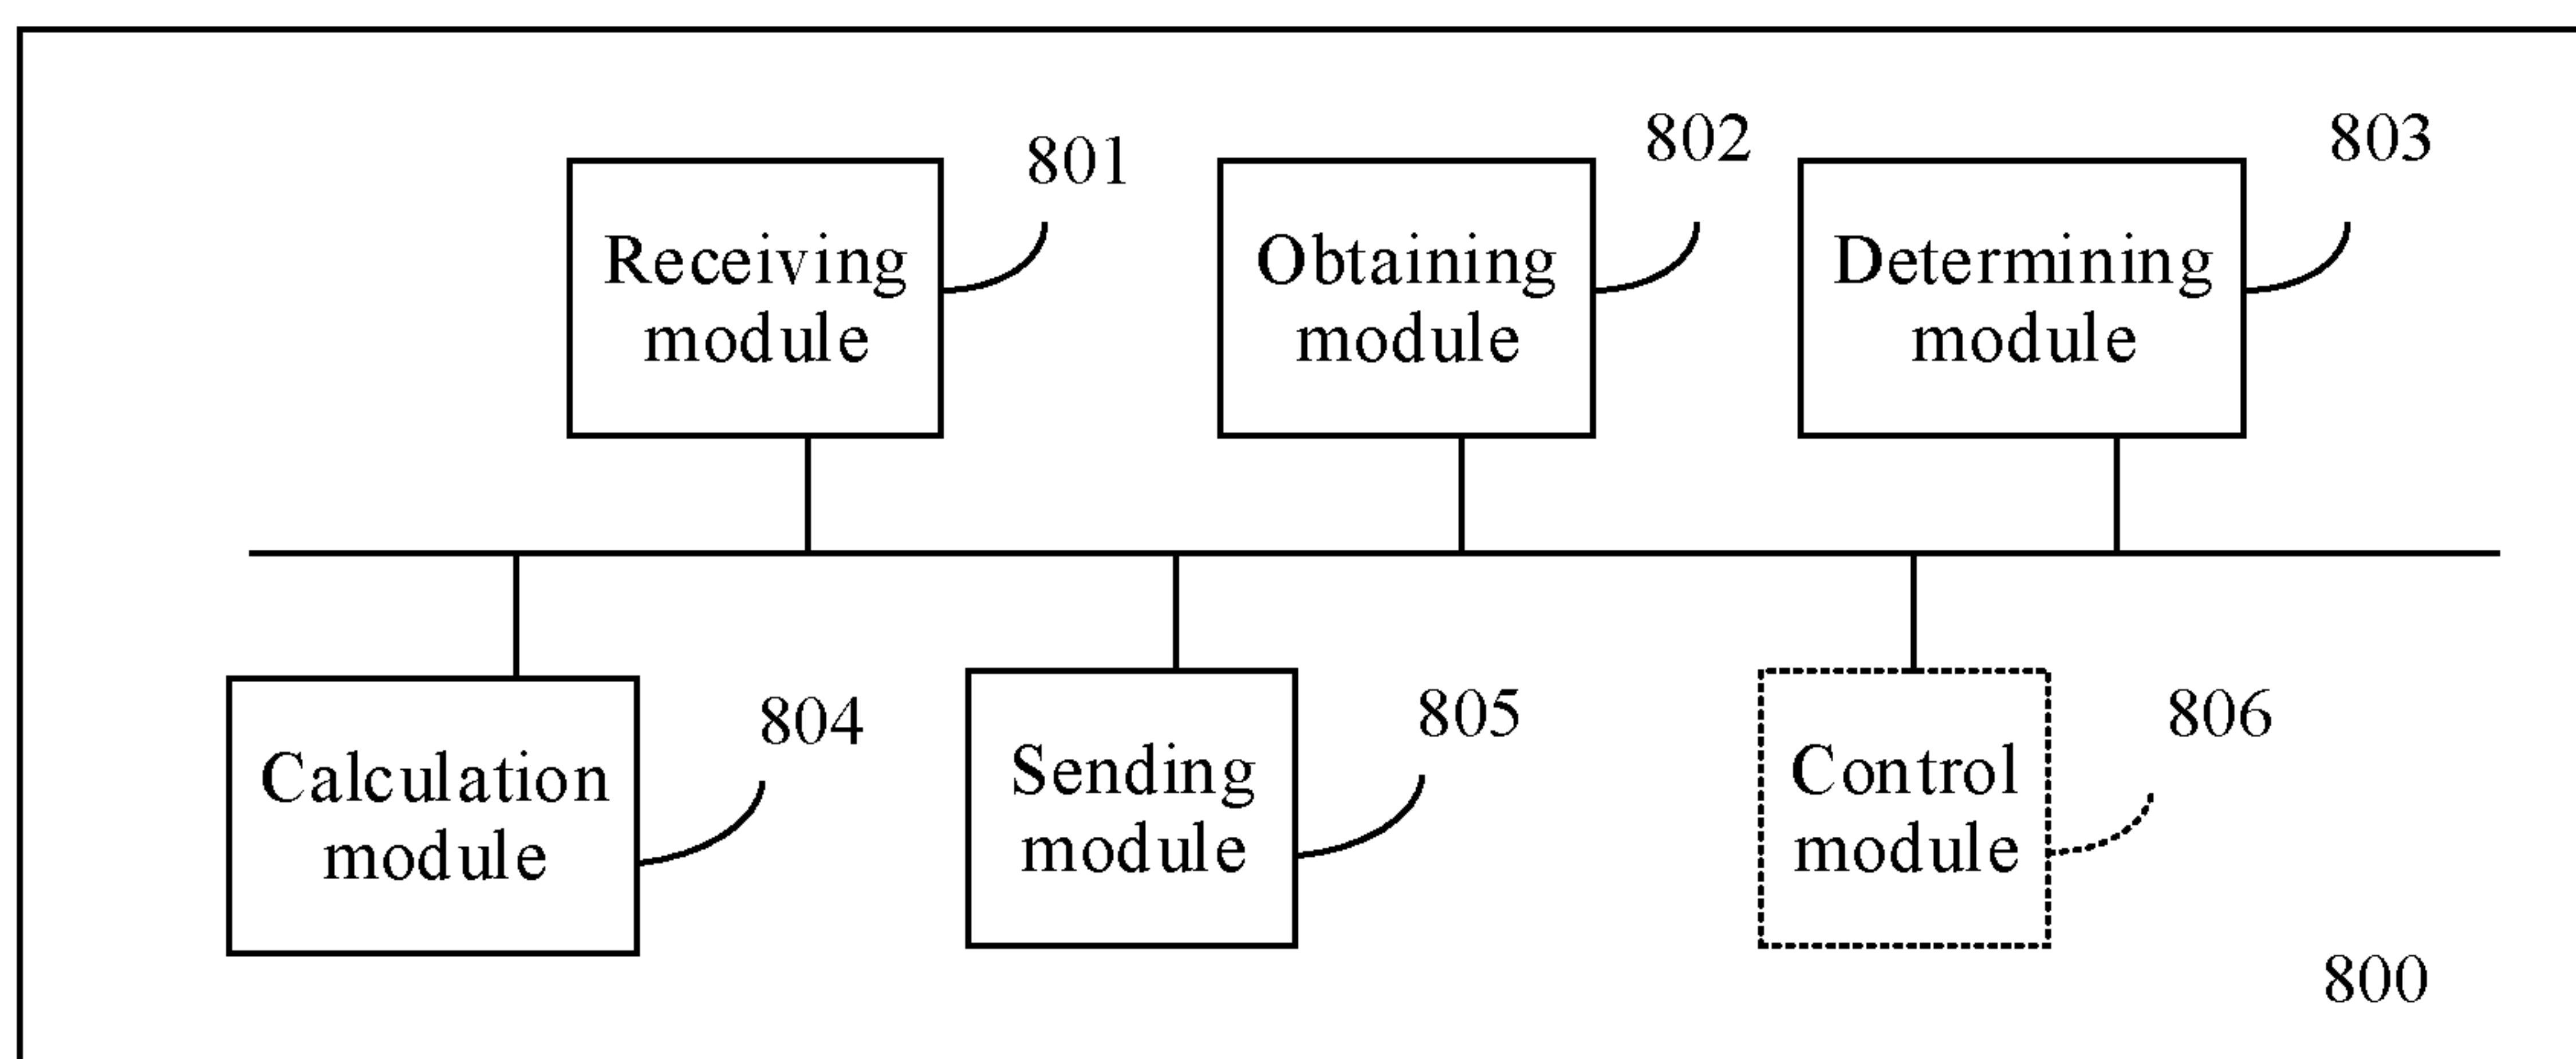 801
802
803
Receiving
module
Obtaining
module
Determining
module
804
805
806
Calculation
module
Sending
module
Control
module
800